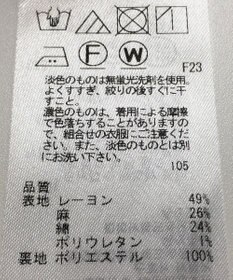 F
W
F23
淡色のものは無蛍光洗剤を使用。
よくすすぎ、絞りの後すぐに干
すこと。
濃色のものは、着用による摩擦
で色落ちすることがありますの
で、組合せの衣服にご注意くだ
さい。また、淡色のものとは別
にお洗い下さい。
105
品質
表地 レーヨン 49%
麻 26%
綿 24%
ポリウレタン 1%
裏地 ポリエステル 100%